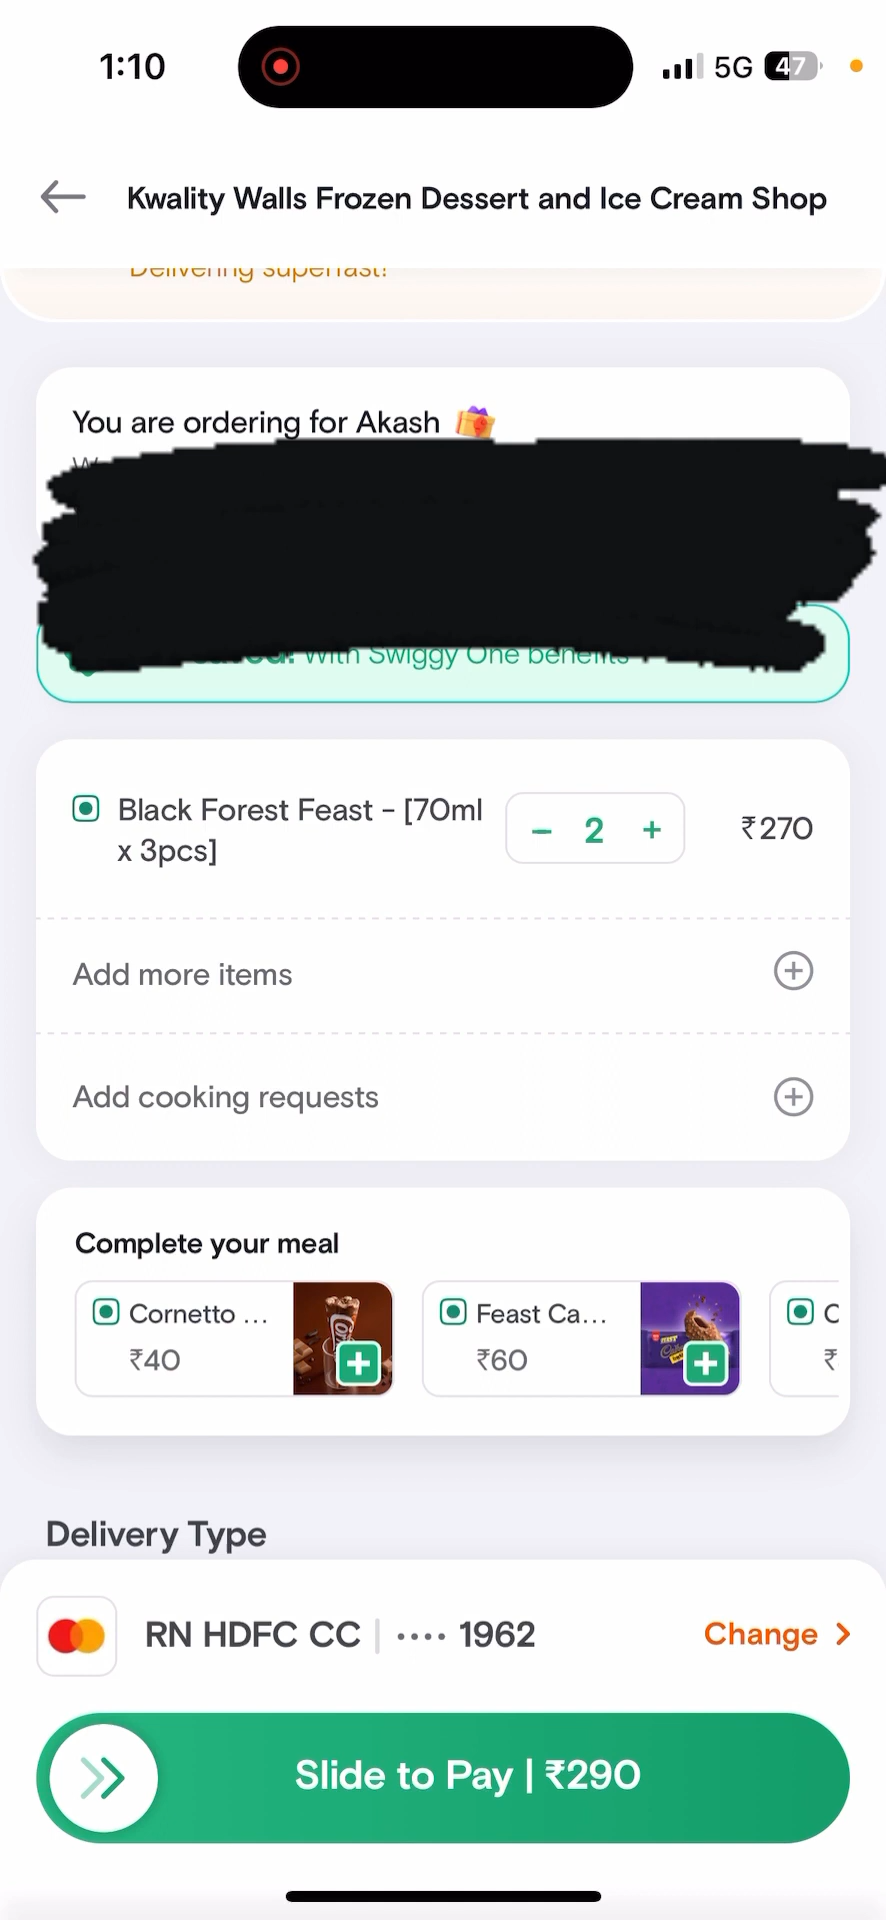 1:10
5G 47
Kwality Walls Frozen Dessert and Ice Cream Shop
Delivering superfast!
You are ordering for Akash
with Swiggy One benefits
Black Forest Feast - [70ml
x 3pcs]
2
₹270
Add more items
Add cooking requests
Complete your meal
Cornetto ...
₹40
Feast Ca...
₹60
C
₹
Delivery Type
RN HDFC CC | •••• 1962
Change
Slide to Pay | ₹290